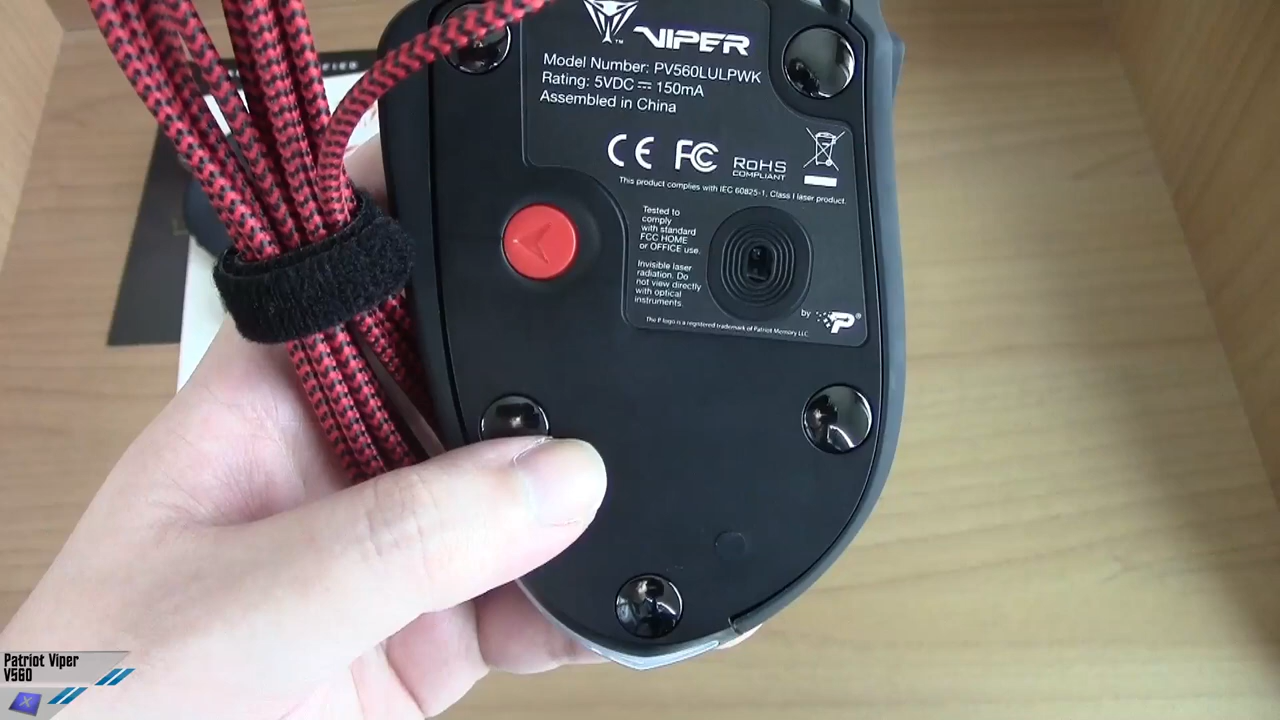 VIPER
Model Number: PV560LULPWK
Rating: 5VDC ⎓ 150mA
Assembled in China
CE FC RoHS
COMPLIANT
This product complies with IEC 60825-1, Class I laser product.
Tested to
comply
with standard
FCC HOME
or OFFICE use.
Invisible laser
radiation. Do
not view directly
with optical
instruments.
by P®
The P logo is a registered trademark of Patriot Memory LLC.
Patriot Viper
V560